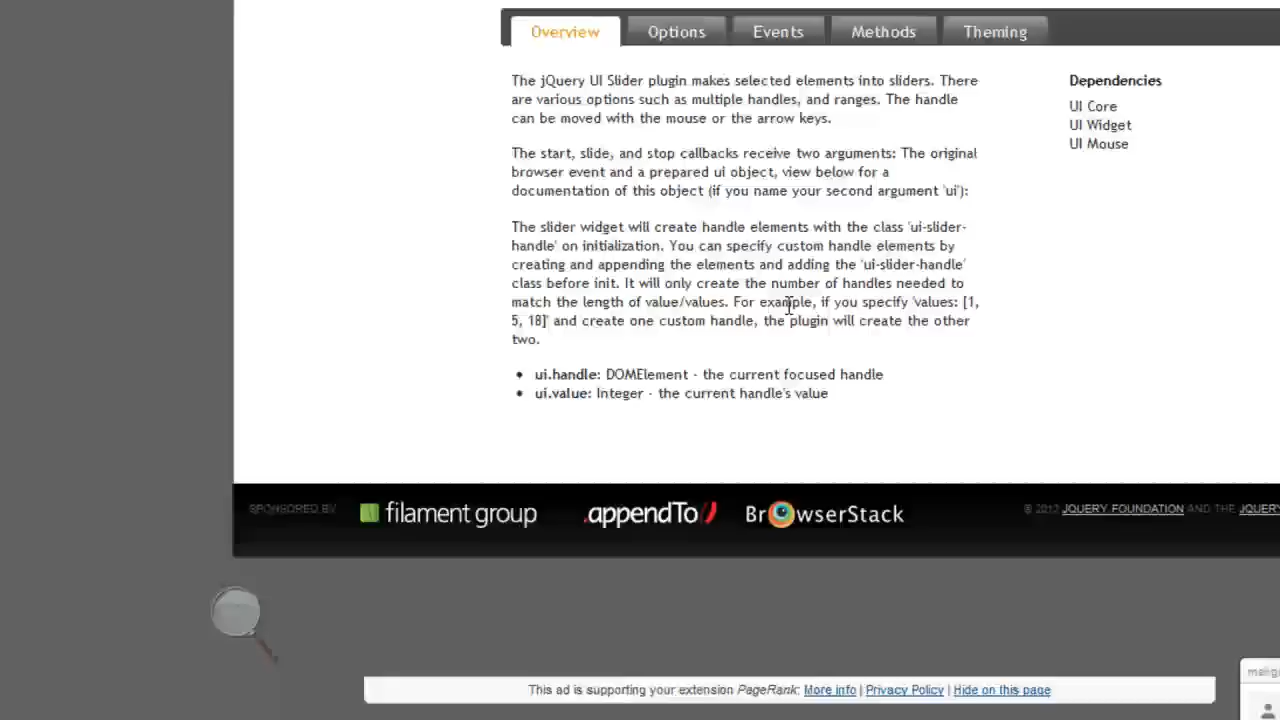 Overview Options Events Methods Theming
The jQuery UI Slider plugin makes selected elements into sliders. There
are various options such as multiple handles, and ranges. The handle
can be moved with the mouse or the arrow keys.
The start, slide, and stop callbacks receive two arguments: The original
browser event and a prepared ui object, view below for a
documentation of this object (if you name your second argument 'ui'):
The slider widget will create handle elements with the class 'ui-slider-
handle' on initialization. You can specify custom handle elements by
creating and appending the elements and adding the 'ui-slider-handle'
class before init. It will only create the number of handles needed to
match the length of value/values. For example, if you specify 'values: [1,
5, 18]' and create one custom handle, the plugin will create the other
two.
• ui.handle: DOMElement - the current focused handle
• ui.value: Integer - the current handle's value
Dependencies
UI Core
UI Widget
UI Mouse
SPONSORED BY filament group .appendTo() BrowserStack © 2012 JQUERY FOUNDATION AND THE JQUERY
This ad is supporting your extension PageRank: More info | Privacy Policy | Hide on this page